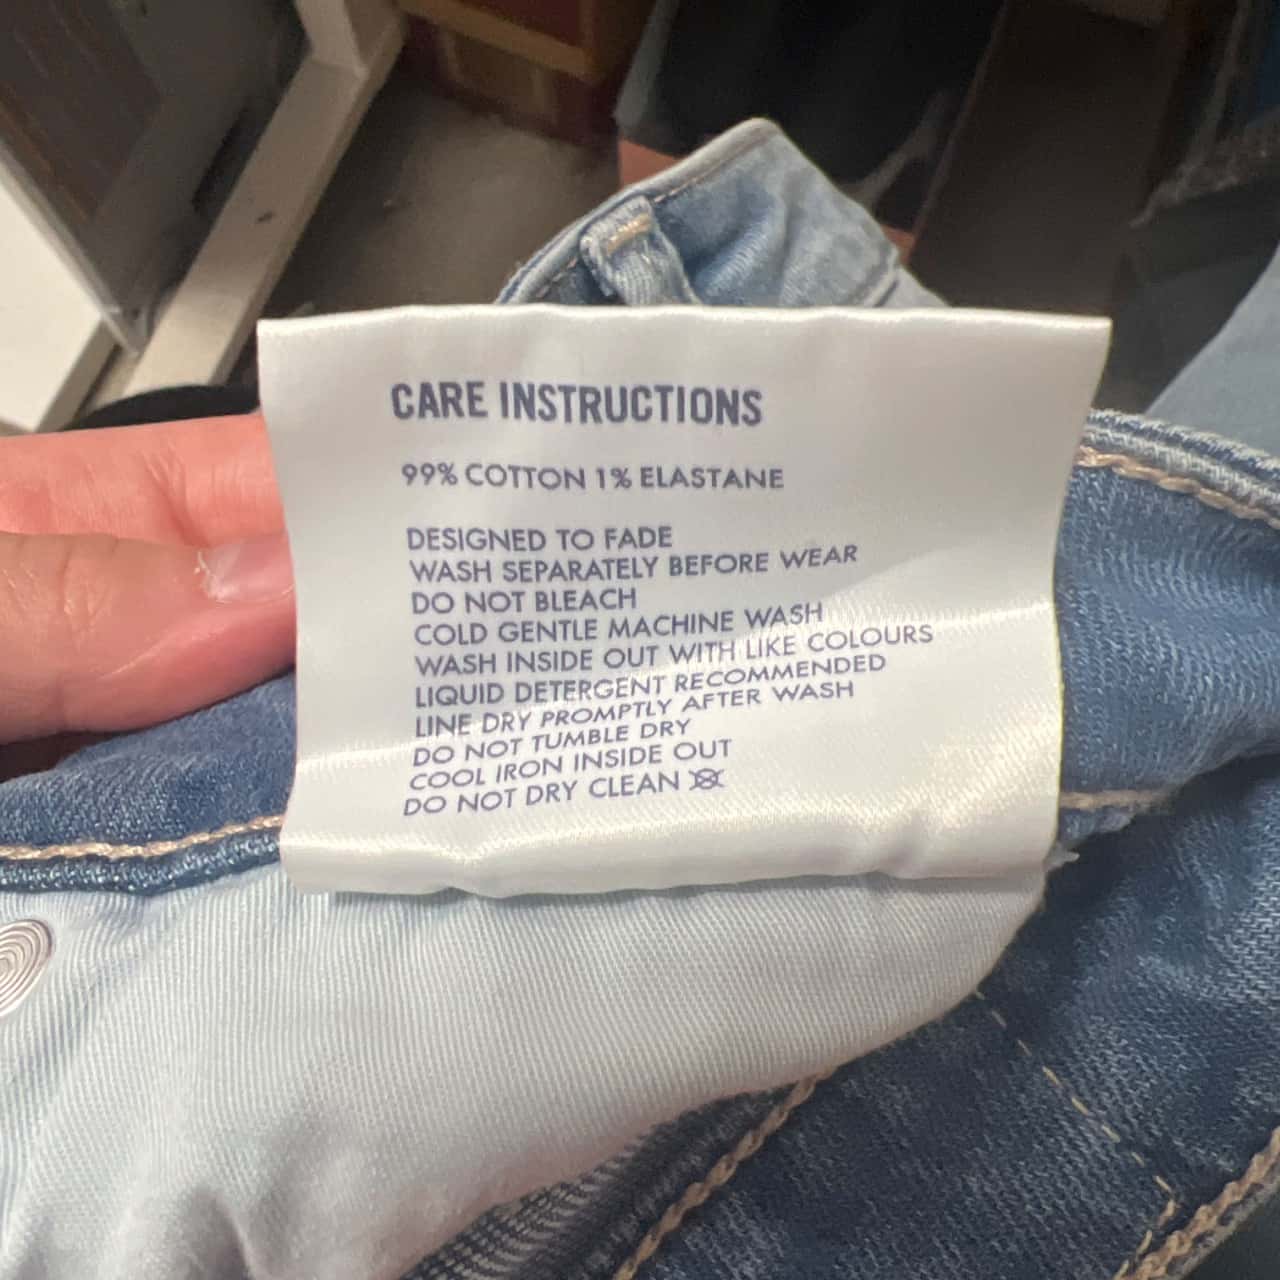 CARE INSTRUCTIONS
99% COTTON 1% ELASTANE
DESIGNED TO FADE
WASH SEPARATELY BEFORE WEAR
DO NOT BLEACH
COLD GENTLE MACHINE WASH
WASH INSIDE OUT WITH LIKE COLOURS
LIQUID DETERGENT RECOMMENDED
LINE DRY PROMPTLY AFTER WASH
DO NOT TUMBLE DRY
COOL IRON INSIDE OUT
DO NOT DRY CLEAN